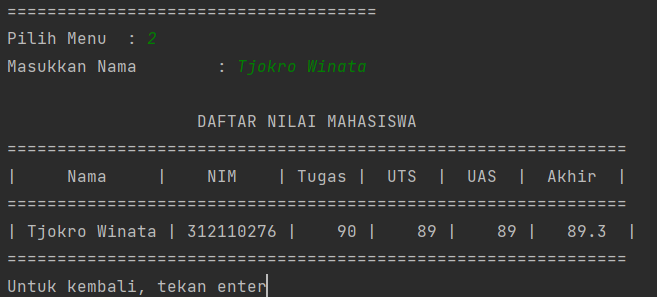 =====================================
Pilih Menu  : 2
Masukkan Nama        : Tjokro Winata
                   DAFTAR NILAI MAHASISWA
==============================================================
|     Nama     |    NIM    | Tugas |  UTS  |  UAS  |  Akhir  |
==============================================================
| Tjokro Winata | 312110276 |    90 |    89 |    89 |   89.3  |
==============================================================
Untuk kembali, tekan enter